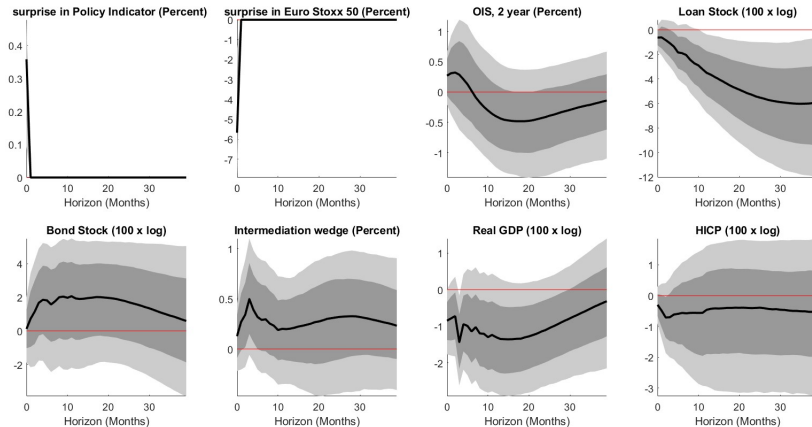 surprise in Policy Indicator (Percent)
0.4
0.3
0.2
0.1
0
0 10 20 30
Horizon (Months)
surprise in Euro Stoxx 50 (Percent)
0
-1
-2
-3
-4
-5
-6
-7
0 10 20 30
Horizon (Months)
OIS, 2 year (Percent)
1
0.5
0
-0.5
-1
0 10 20 30
Horizon (Months)
Loan Stock (100 x log)
0
-2
-4
-6
-8
-10
-12
0 10 20 30
Horizon (Months)
Bond Stock (100 x log)
4
2
0
-2
0 10 20 30
Horizon (Months)
Intermediation wedge (Percent)
1
0.5
0
0 10 20 30
Horizon (Months)
Real GDP (100 x log)
1
0
-1
-2
0 10 20 30
Horizon (Months)
HICP (100 x log)
1
0
-1
-2
-3
0 10 20 30
Horizon (Months)